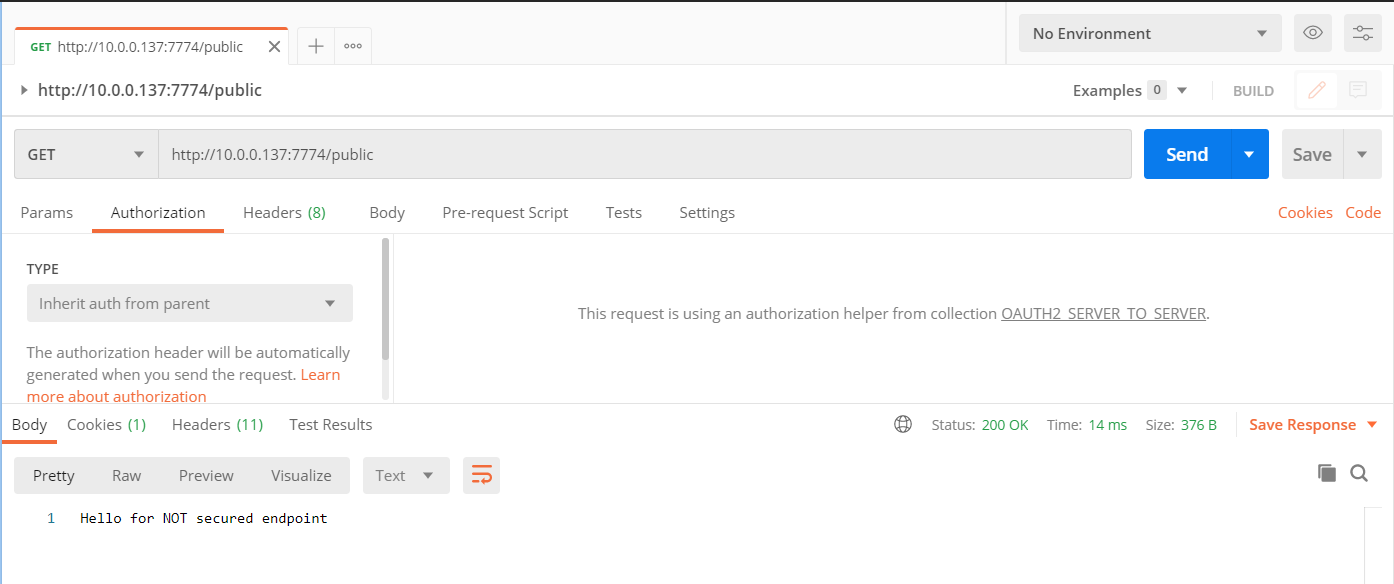 GET http://10.0.0.137:7774/public
No Environment
http://10.0.0.137:7774/public
Examples 0
BUILD
GET
http://10.0.0.137:7774/public
Send
Save
Params
Authorization
Headers (8)
Body
Pre-request Script
Tests
Settings
Cookies
Code
TYPE
Inherit auth from parent
The authorization header will be automatically
generated when you send the request. Learn
more about authorization
This request is using an authorization helper from collection OAUTH2_SERVER_TO_SERVER.
Body
Cookies (1)
Headers (11)
Test Results
Status: 200 OK
Time: 14 ms
Size: 376 B
Save Response
Pretty
Raw
Preview
Visualize
Text
1 Hello for NOT secured endpoint